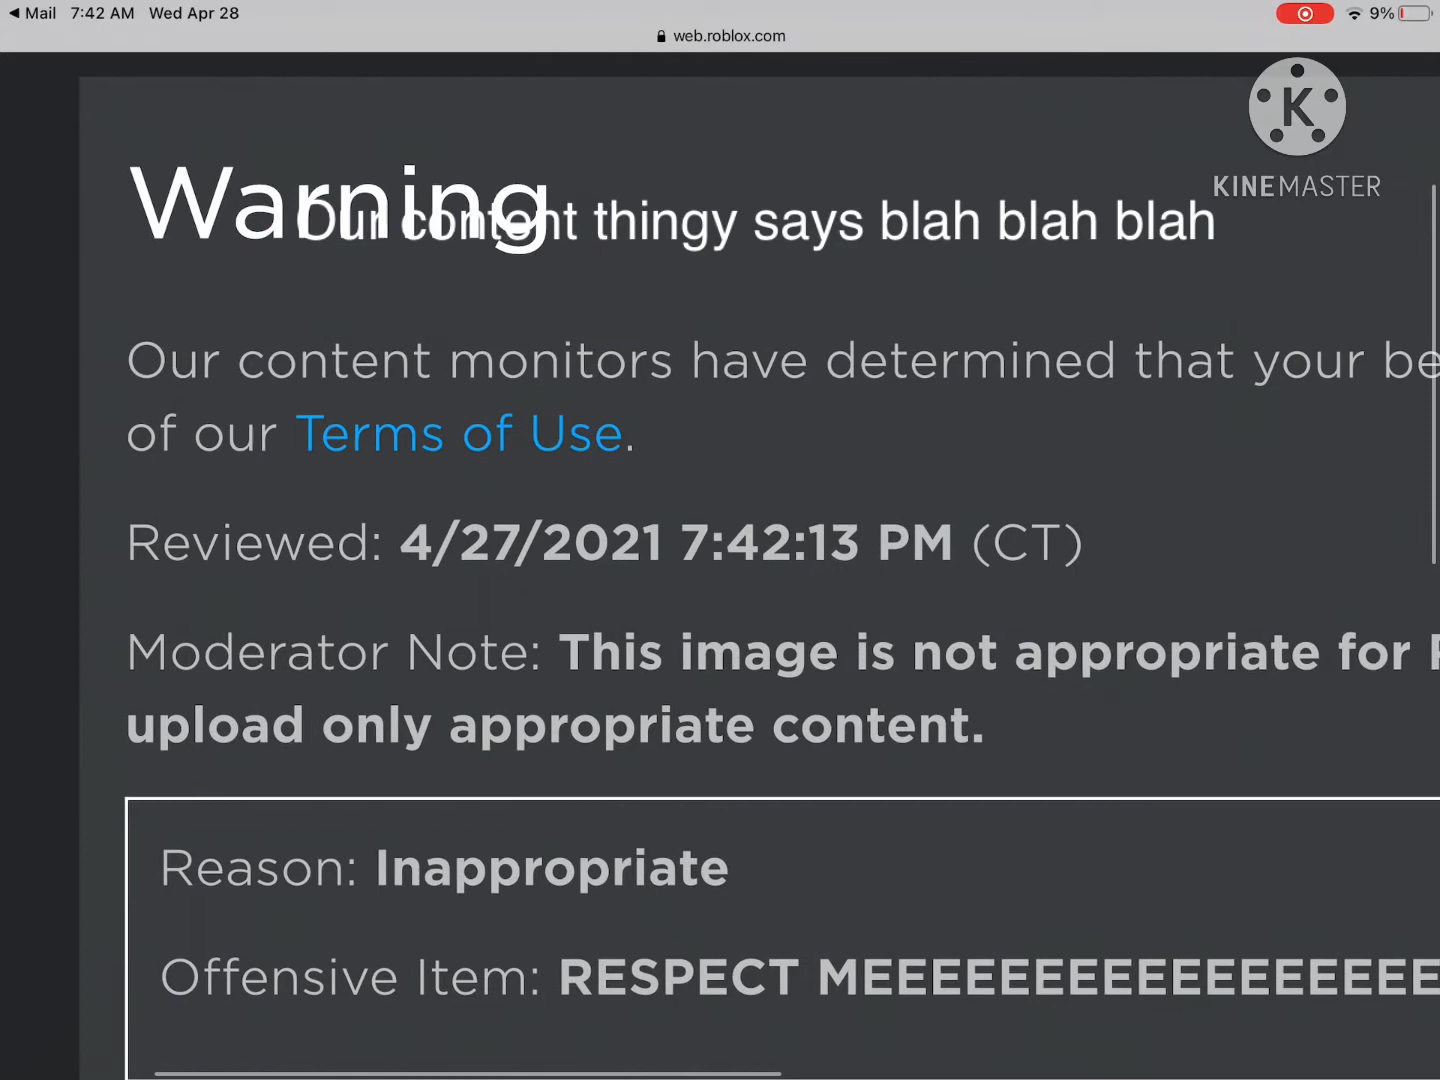 ◀ Mail 7:42 AM Wed Apr 28
9%
web.roblox.com
K
KINEMASTER
Warning
Our content thingy says blah blah blah
Our content monitors have determined that your be
of our Terms of Use.
Reviewed: 4/27/2021 7:42:13 PM (CT)
Moderator Note: This image is not appropriate for
upload only appropriate content.
Reason: Inappropriate
Offensive Item: RESPECT MEEEEEEEEEEEEEEEEE